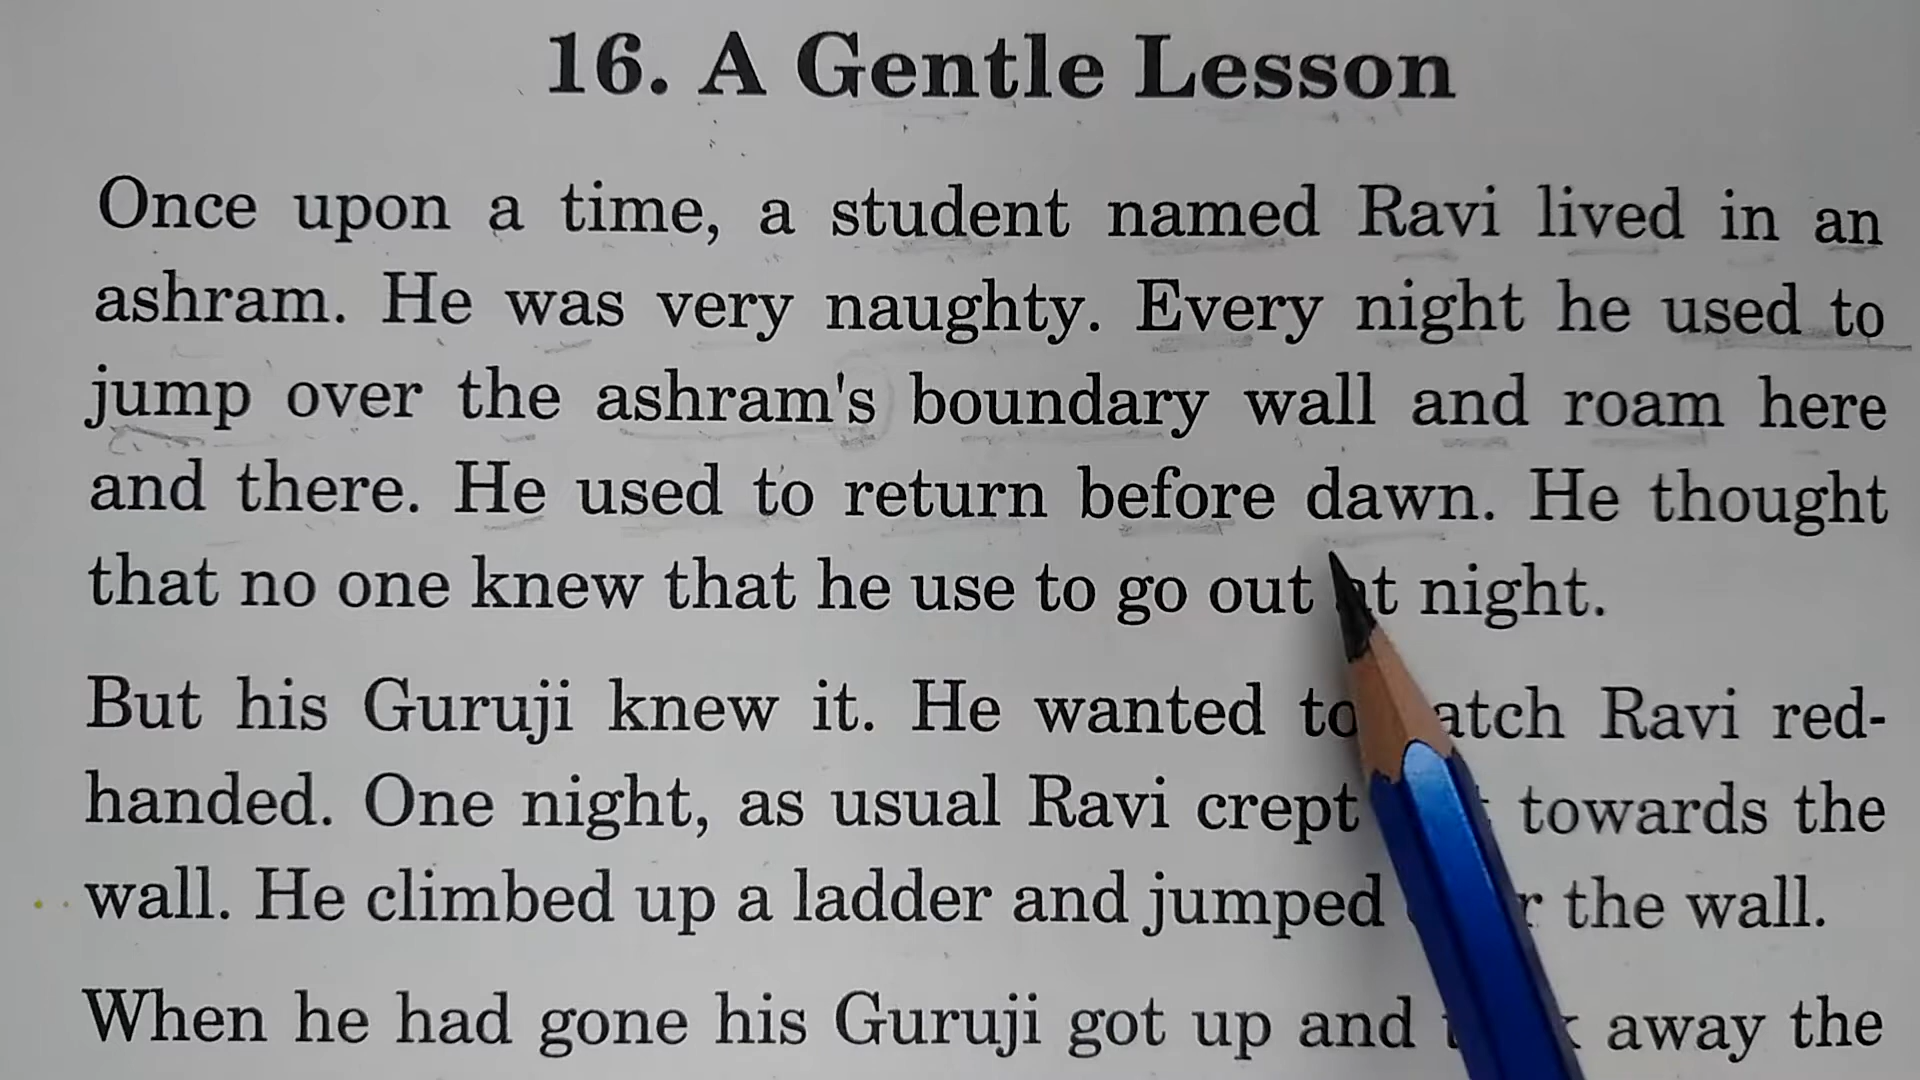 16. A Gentle Lesson
Once upon a time, a student named Ravi lived in an
ashram. He was very naughty. Every night he used to
jump over the ashram's boundary wall and roam here
and there. He used to return before dawn. He thought
that no one knew that he use to go out at night.
But his Guruji knew it. He wanted to catch Ravi red-
handed. One night, as usual Ravi crept towards the
wall. He climbed up a ladder and jumped the wall.
When he had gone his Guruji got up and away the